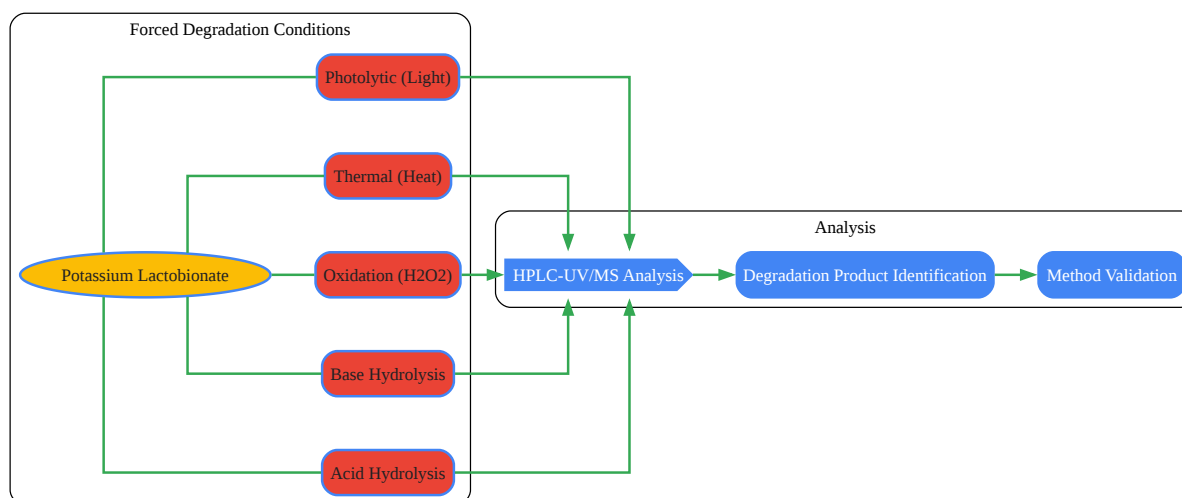 Forced Degradation Conditions
Photolytic (Light)
Thermal (Heat)
Potassium Lactobionate
Oxidation (H2O2)
Base Hydrolysis
Acid Hydrolysis
Analysis
HPLC-UV/MS Analysis
Degradation Product Identification
Method Validation